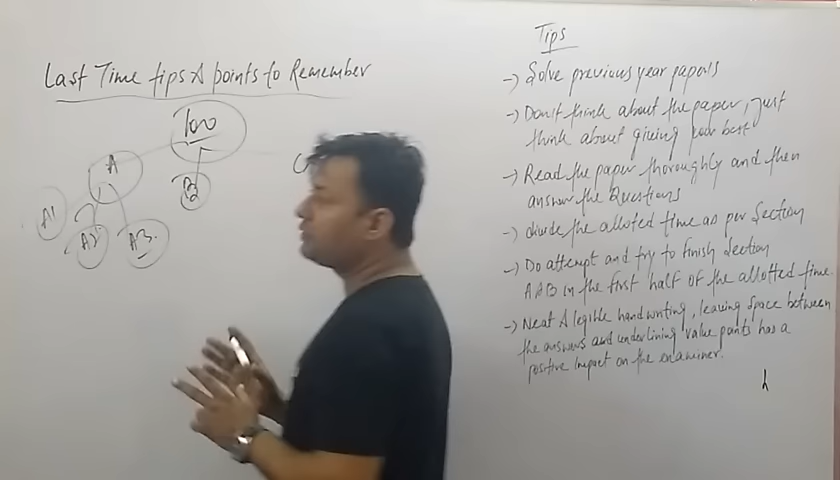 Last Time tips & points to Remember
100
A
B
C
A1
A2
A3.
Tips
-) Solve previous year papers
-) Don't think about the paper, just
think about giving your best
-) Read the paper thoroughly and then
answer the Questions
-) divide the alloted time as per Section
-) Do attempt and try to finish Section
A & B in the first half of the allotted time.
-) Neat & legible handwriting, leaving space between
the answers and underlining value points has a
positive impact on the examiner.